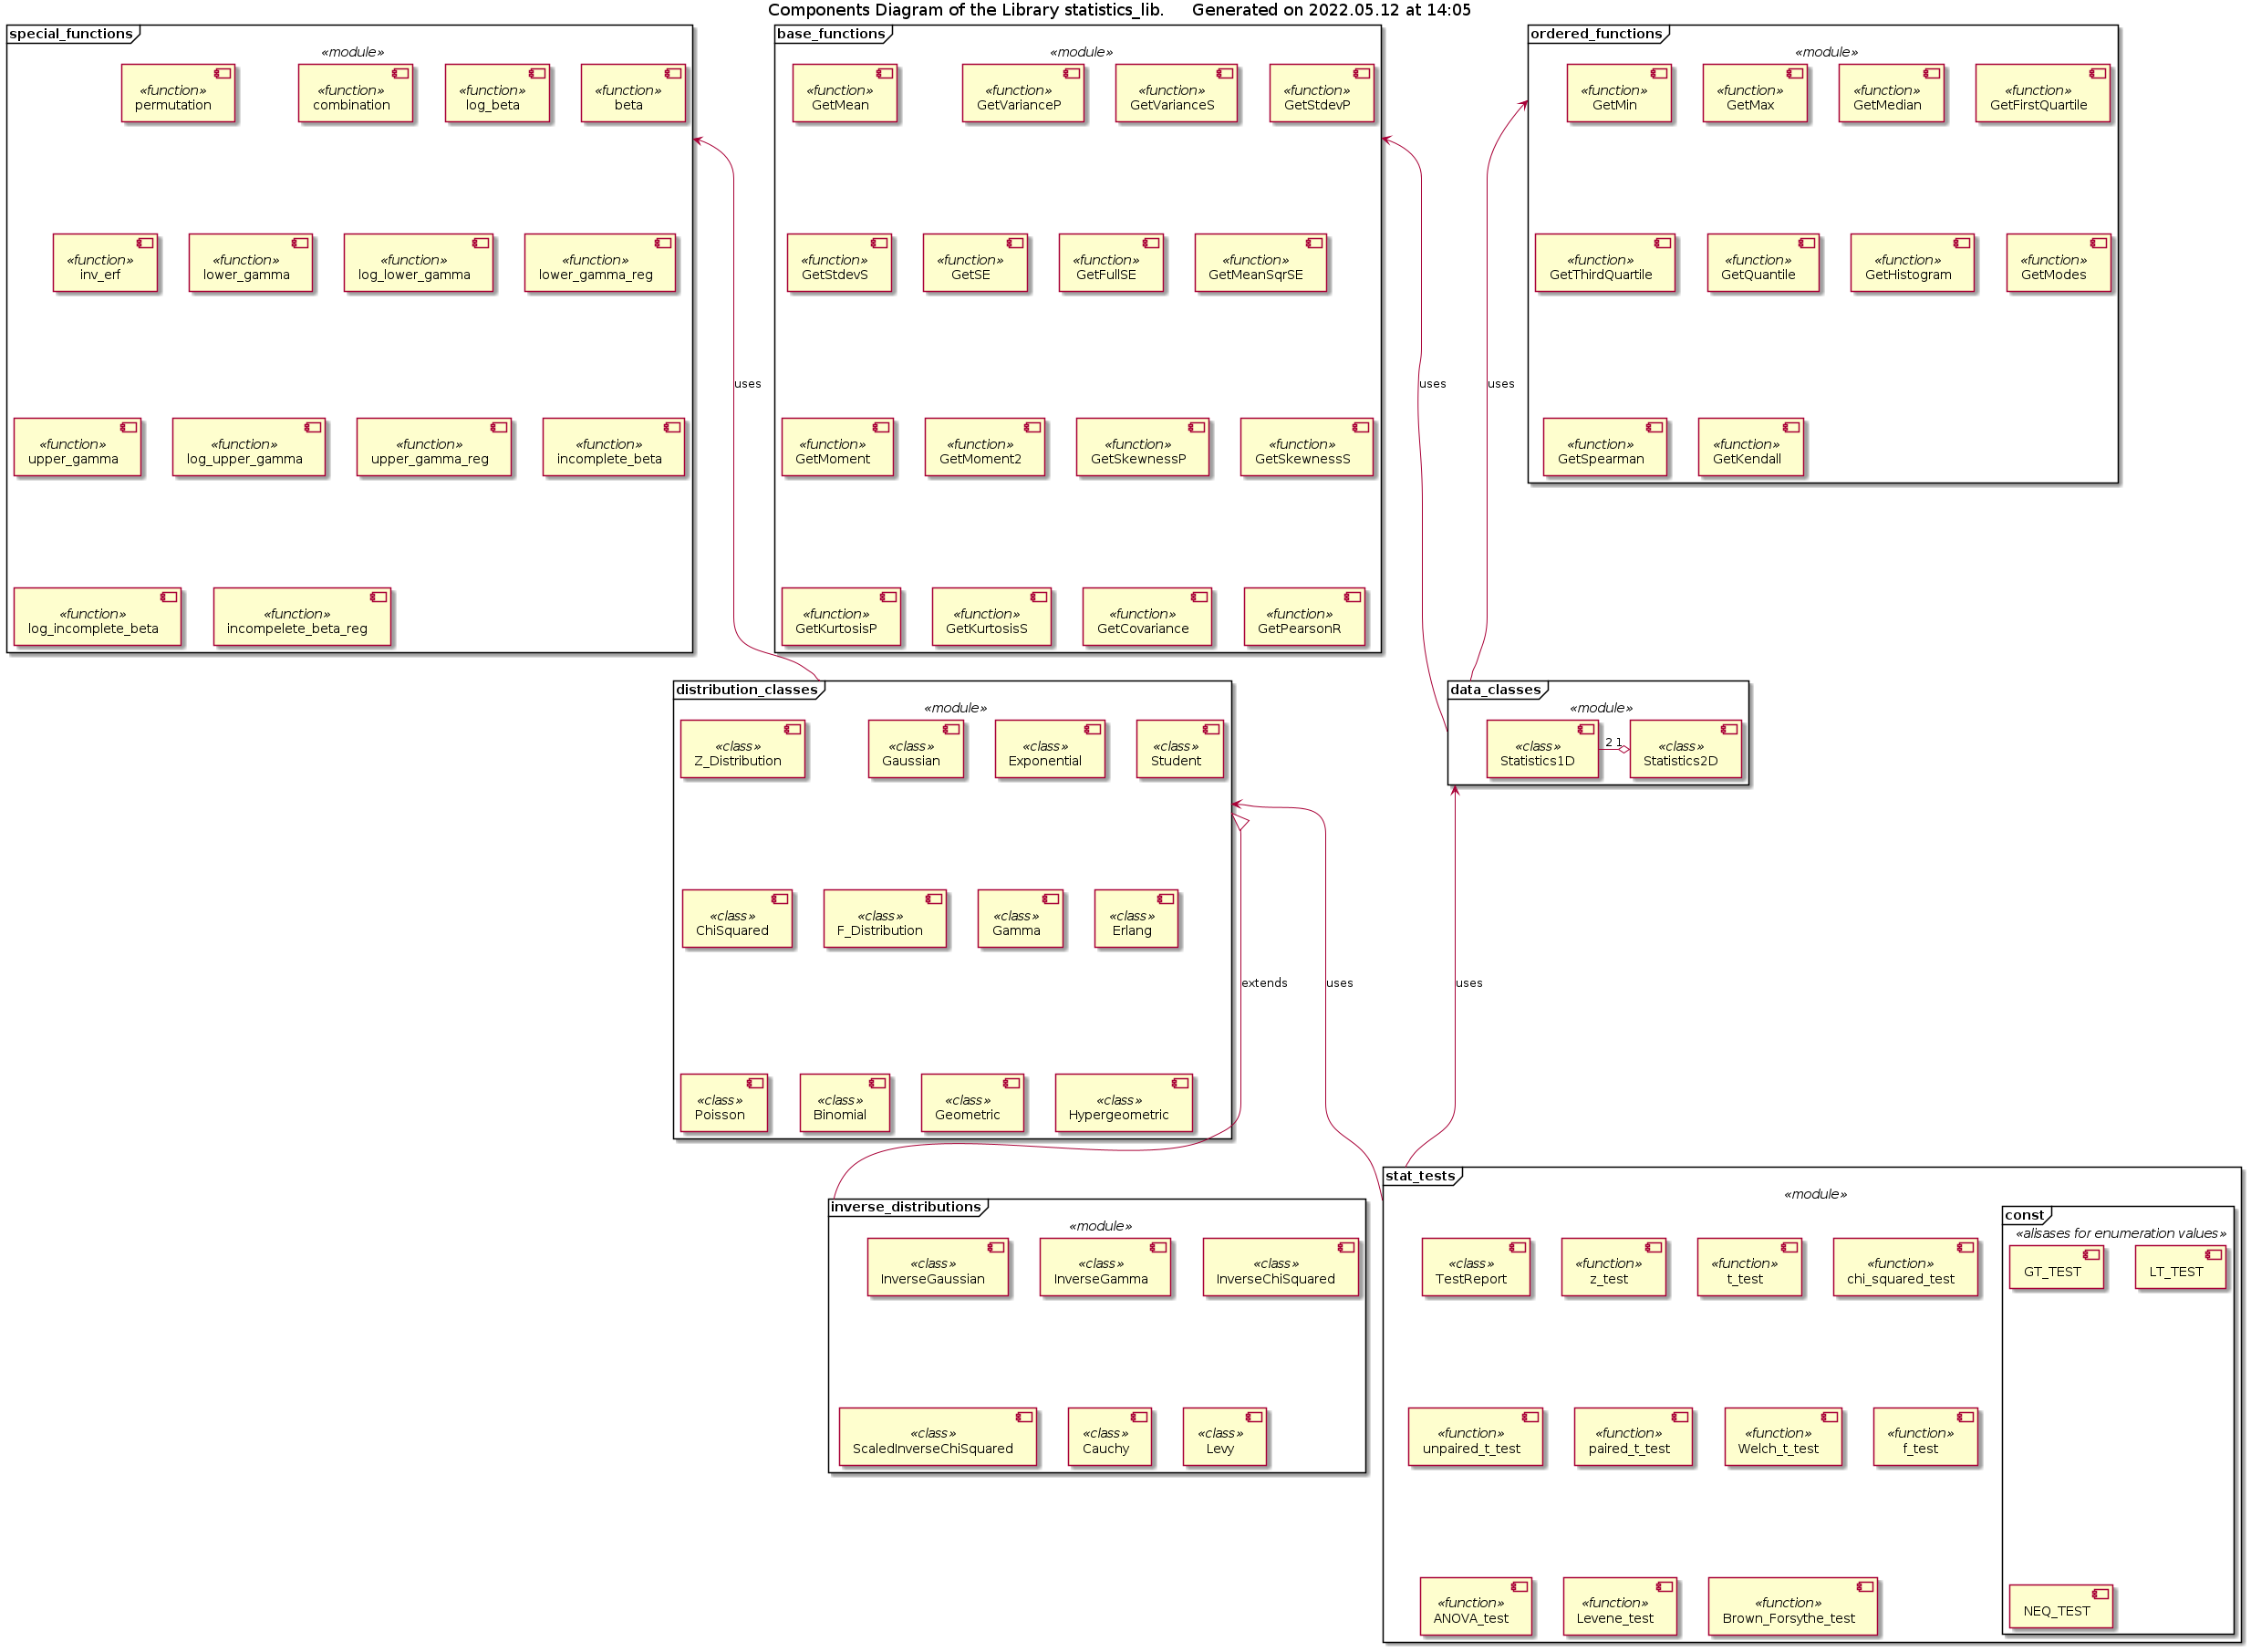 Components Diagram of the Library statistics_lib. Generated on 2022.05.12 at 14:05
special_functions
«module»
«function»
permutation
«function»
combination
«function»
log_beta
«function»
beta
«function»
inv_erf
«function»
lower_gamma
«function»
log_lower_gamma
«function»
lower_gamma_reg
«function»
upper_gamma
«function»
log_upper_gamma
«function»
upper_gamma_reg
«function»
incomplete_beta
«function»
log_incomplete_beta
«function»
incompelete_beta_reg
uses
base_functions
«module»
«function»
GetMean
«function»
GetVarianceP
«function»
GetVarianceS
«function»
GetStdevP
«function»
GetStdevS
«function»
GetSE
«function»
GetFullSE
«function»
GetMeanSqrSE
«function»
GetMoment
«function»
GetMoment2
«function»
GetSkewnessP
«function»
GetSkewnessS
«function»
GetKurtosisP
«function»
GetKurtosisS
«function»
GetCovariance
«function»
GetPearsonR
uses
uses
ordered_functions
«module»
«function»
GetMin
«function»
GetMax
«function»
GetMedian
«function»
GetFirstQuartile
«function»
GetThirdQuartile
«function»
GetQuantile
«function»
GetHistogram
«function»
GetModes
«function»
GetSpearman
«function»
GetKendall
distribution_classes
«module»
«class»
Z_Distribution
«class»
Gaussian
«class»
Exponential
«class»
Student
«class»
ChiSquared
«class»
F_Distribution
«class»
Gamma
«class»
Erlang
«class»
Poisson
«class»
Binomial
«class»
Geometric
«class»
Hypergeometric
extends
uses
data_classes
«module»
«class»
Statistics1D
2 1
«class»
Statistics2D
uses
inverse_distributions
«module»
«class»
InverseGaussian
«class»
InverseGamma
«class»
InverseChiSquared
«class»
ScaledInverseChiSquared
«class»
Cauchy
«class»
Levy
stat_tests
«module»
«class»
TestReport
«function»
z_test
«function»
t_test
«function»
chi_squared_test
«function»
unpaired_t_test
«function»
paired_t_test
«function»
Welch_t_test
«function»
f_test
«function»
ANOVA_test
«function»
Levene_test
«function»
Brown_Forsythe_test
const
«alisases for enumeration values»
GT_TEST
LT_TEST
NEQ_TEST